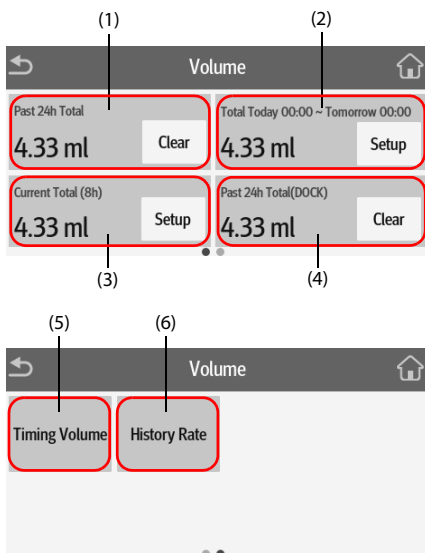 (1)
(2)
Volume
Past 24h Total
4.33 ml
Clear
Total Today 00:00 ~ Tomorrow 00:00
4.33 ml
Setup
Current Total (8h)
4.33 ml
Setup
Past 24h Total(DOCK)
4.33 ml
Clear
(3)
(4)
(5)
(6)
Volume
Timing Volume
History Rate